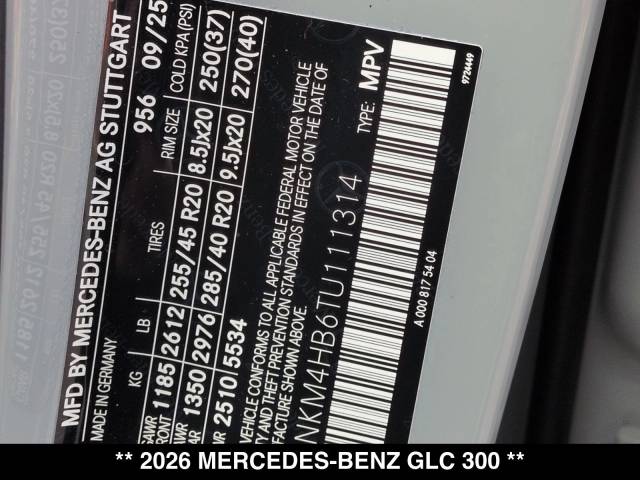 MFD BY MERCEDES-BENZ AG STUTTGART
MADE IN GERMANY 956 09/25
KG LB TIRES RIM SIZE COLD KPA (PSI)
GAWR FRONT 1185 2612 255/45 R20 8.5Jx20 250(37)
GAWR 1350 2976 285/40 R20 9.5Jx20 270(40)
2510 5534
VEHICLE CONFORMS TO ALL APPLICABLE FEDERAL MOTOR VEHICLE
AND THEFT PREVENTION STANDARDS IN EFFECT ON THE DATE OF
MANUFACTURE SHOWN ABOVE.
NKM4HB6TU111314 TYPE: MPV
A 000 817 54 04
9724449
** 2026 MERCEDES-BENZ GLC 300 **